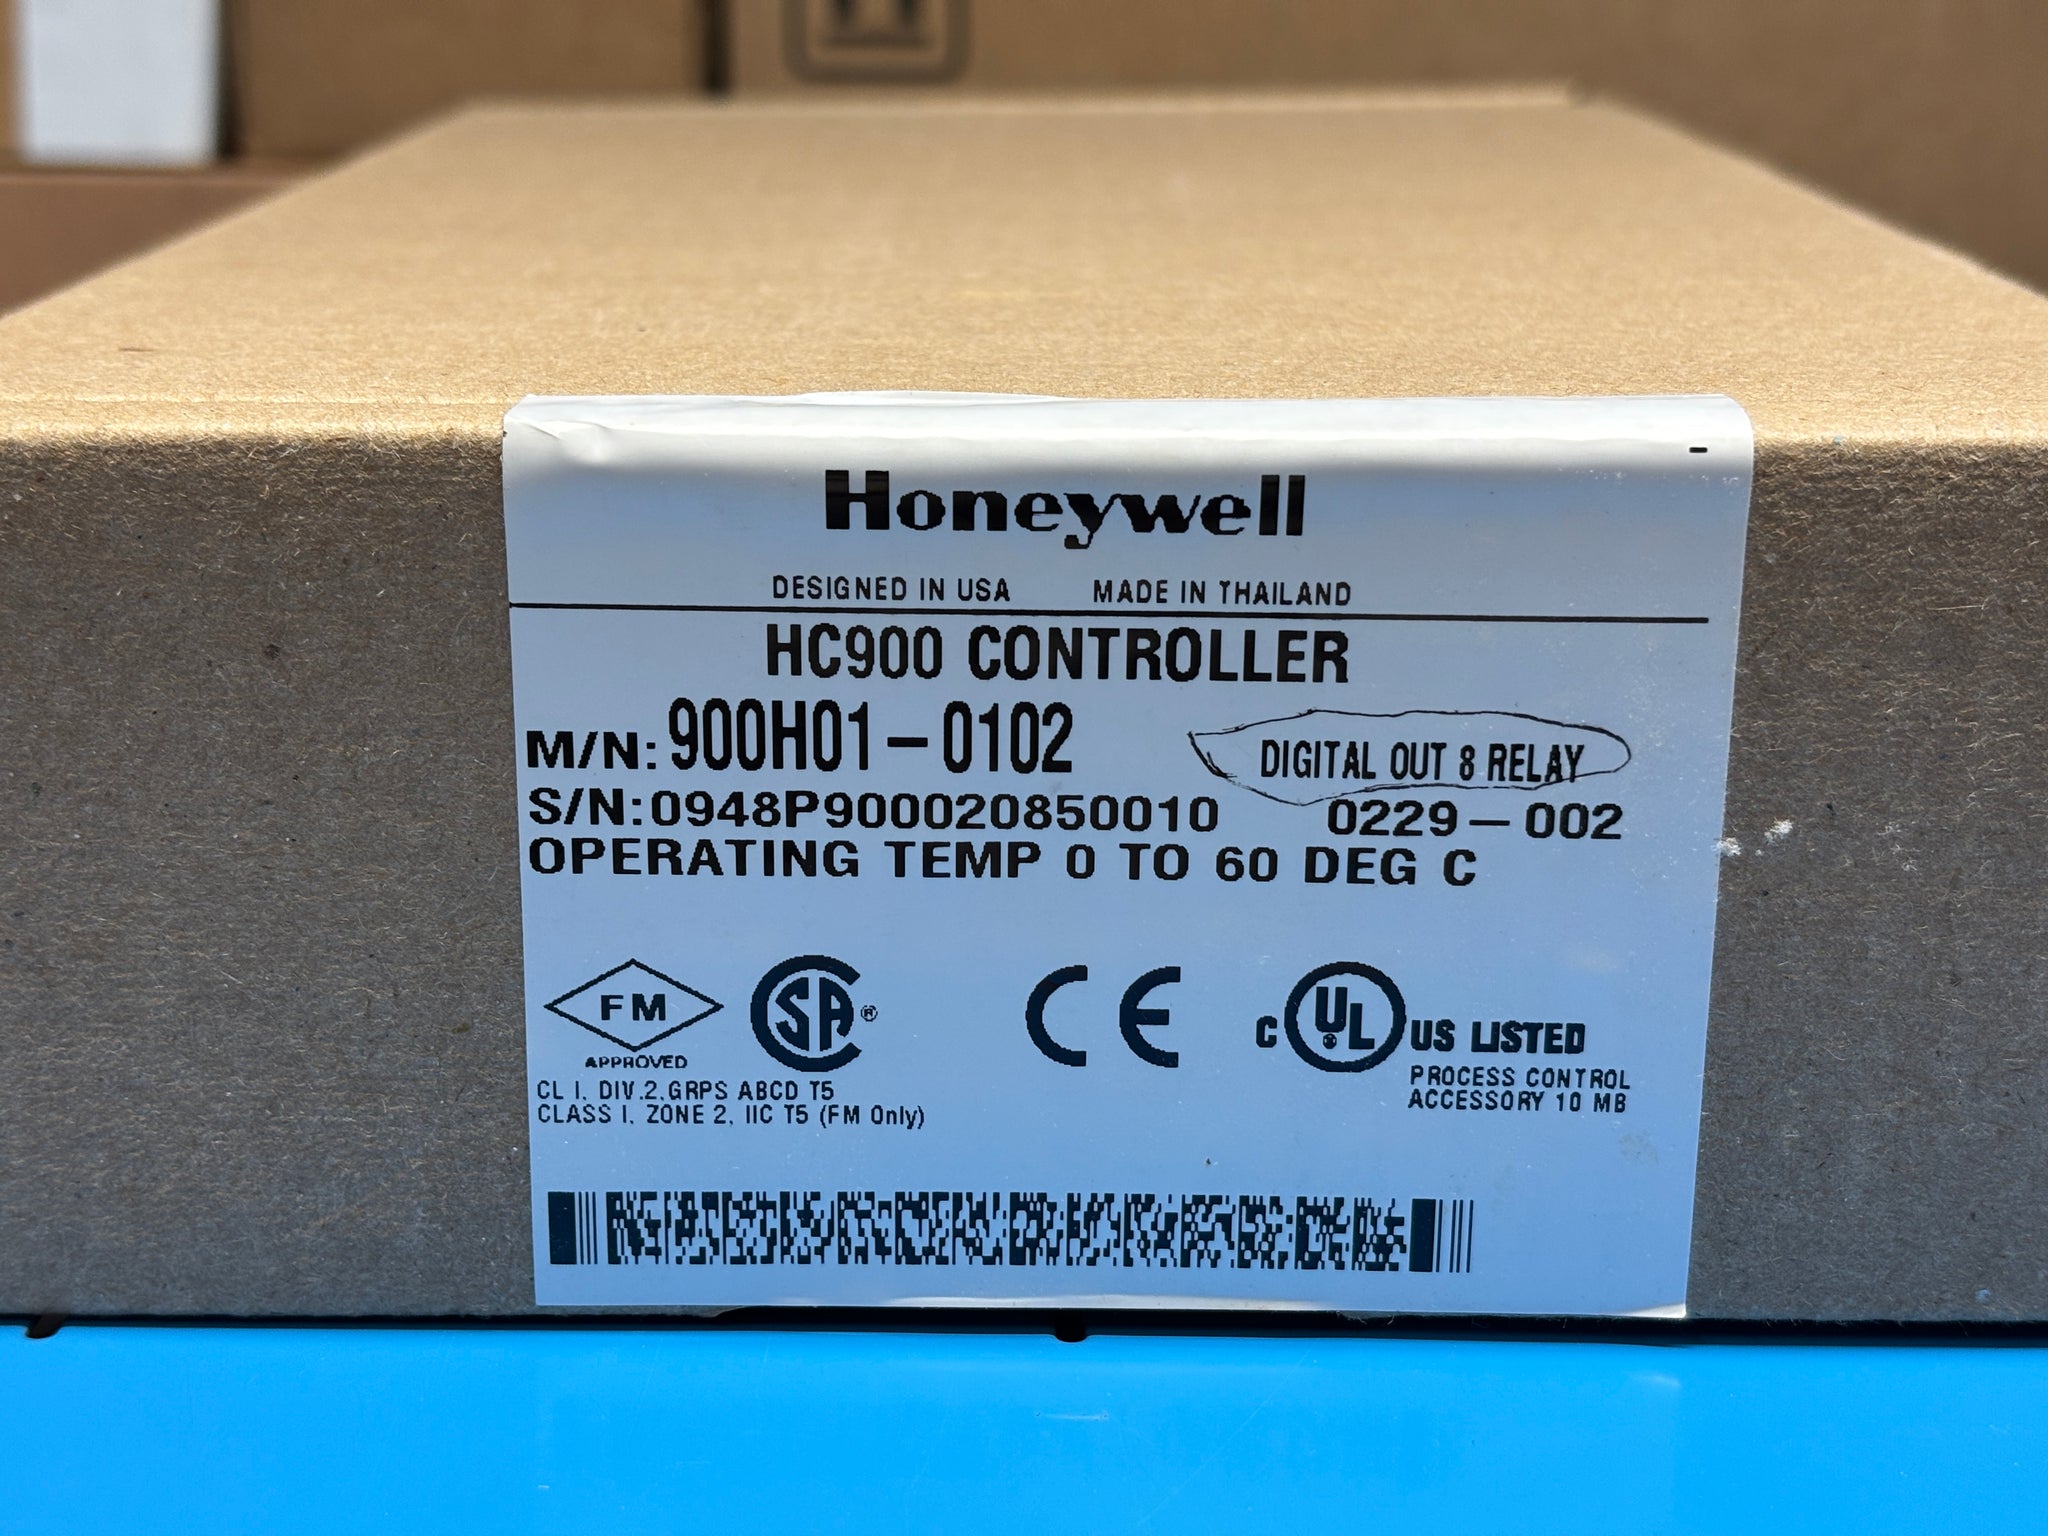 Honeywell
DESIGNED IN USA MADE IN THAILAND
HC900 CONTROLLER
M/N: 900H01-0102 DIGITAL OUT 8 RELAY
S/N: 0948P900020850010 0229-002
OPERATING TEMP 0 TO 60 DEG C
FM
APPROVED
CL I, DIV.2,GRPS ABCD T5
CLASS I, ZONE 2, IIC T5 (FM Only)
SA ®
CE
C UL ® US LISTED
PROCESS CONTROL
ACCESSORY 10 MB